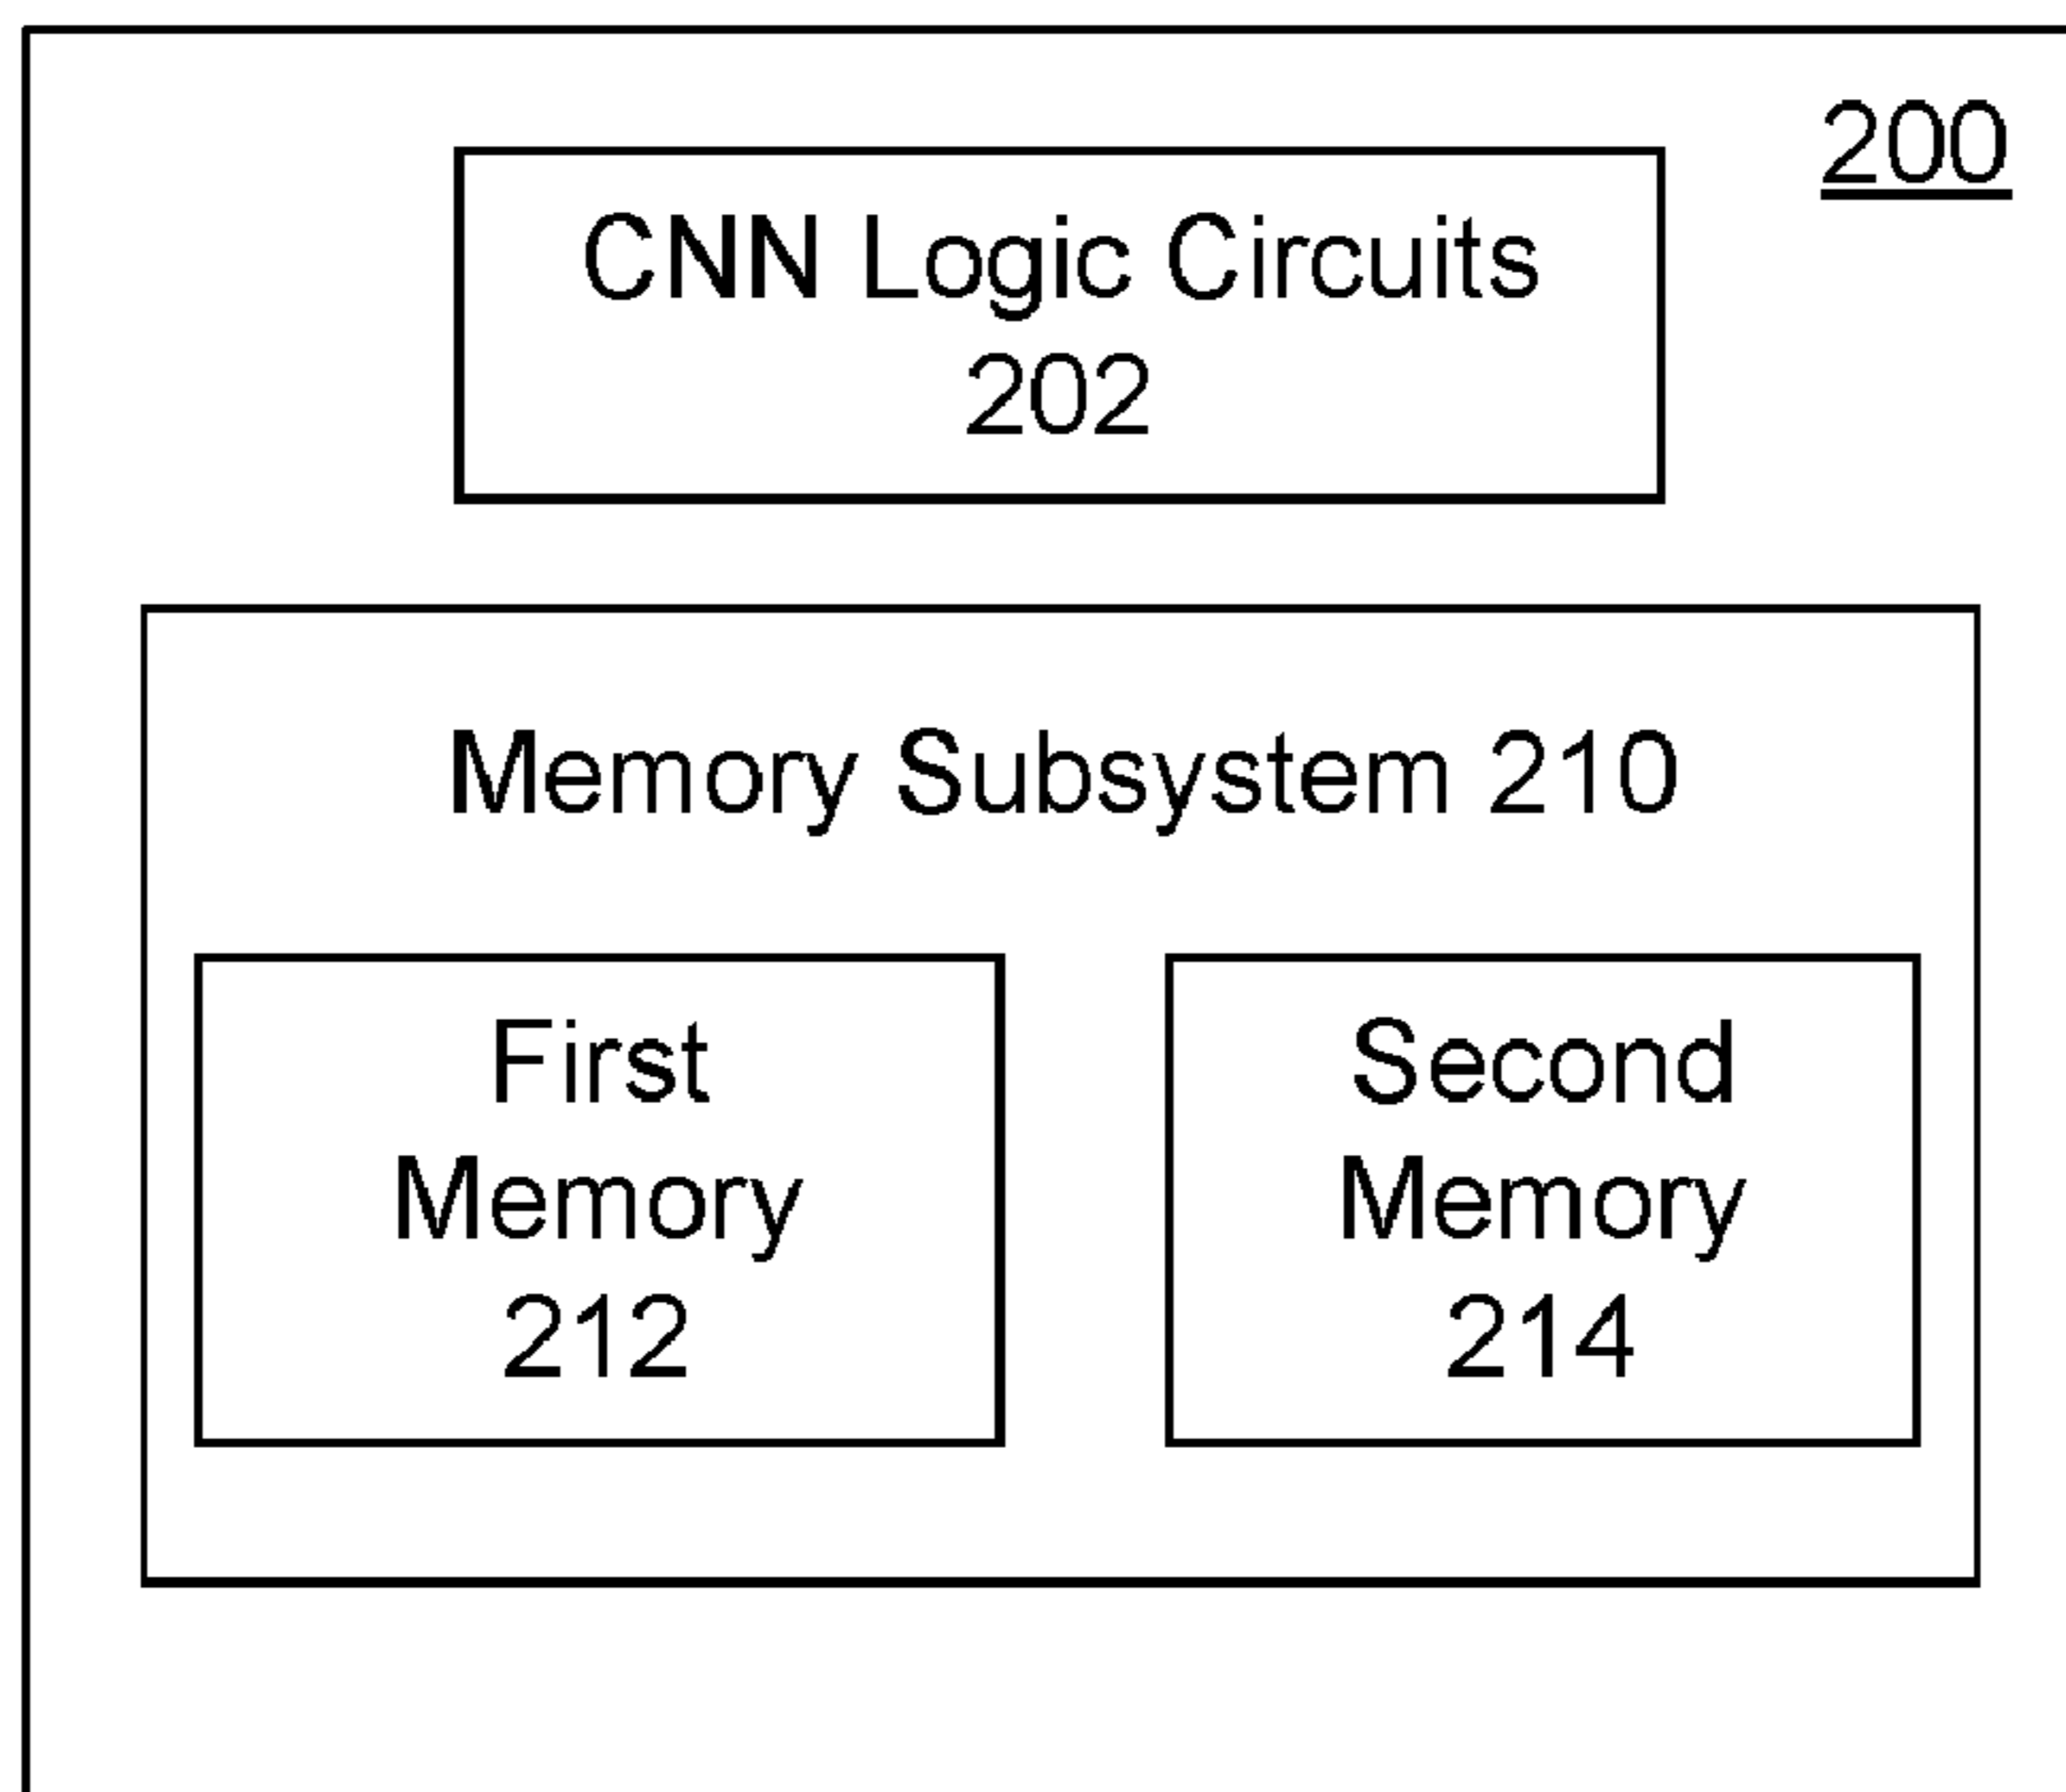 200
CNN Logic Circuits
202
Memory Subsystem 210
First
Memory
212
Second
Memory
214